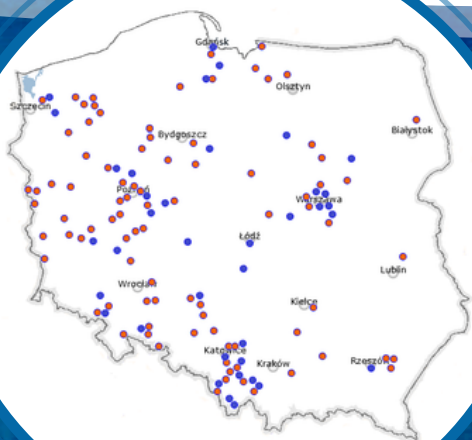 Gdańsk
Olsztyn
Szczecin
Białystok
Bydgoszcz
Poznań
Warszawa
Łódź
Lublin
Wrocław
Kielce
Katowice
Kraków
Rzeszów